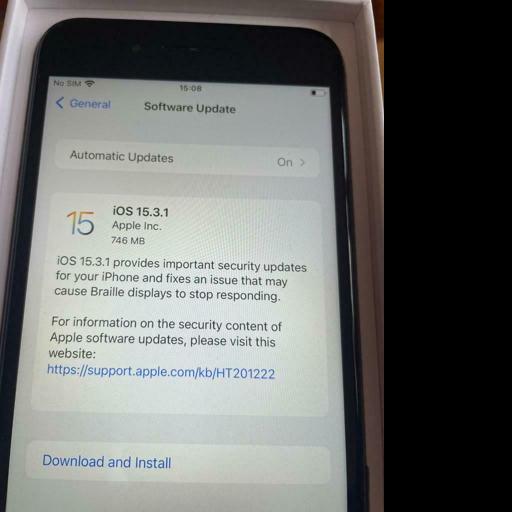 No SIM 15:08
General Software Update
Automatic Updates On
15
iOS 15.3.1
Apple Inc.
746 MB
iOS 15.3.1 provides important security updates
for your iPhone and fixes an issue that may
cause Braille displays to stop responding.
For information on the security content of
Apple software updates, please visit this
website:
https://support.apple.com/kb/HT201222
Download and Install